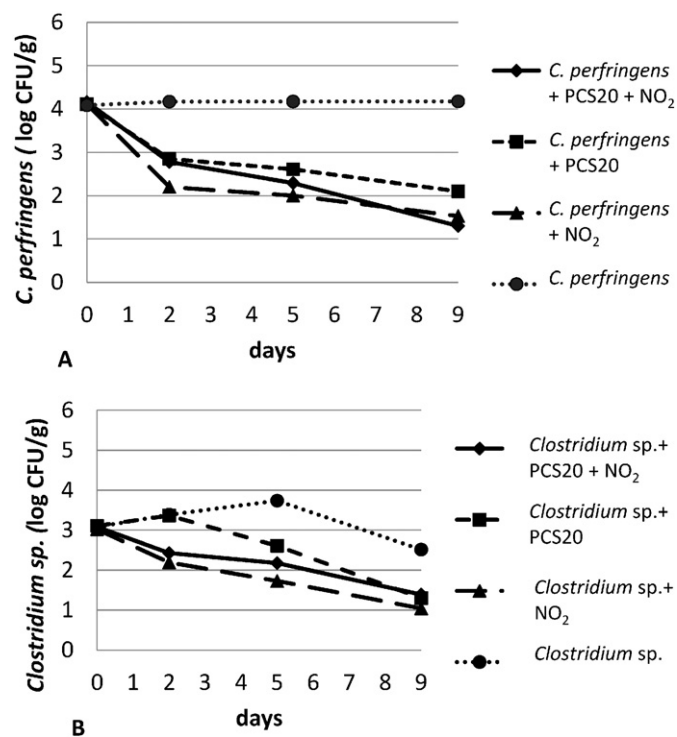 6
5
4
3
2
1
0
C. perfringens ( log CFU/g)
0 1 2 3 4 5 6 7 8 9
days
A
C. perfringens
+ PCS20 + NO₂
C. perfringens
+ PCS20
C. perfringens
+ NO₂
C. perfringens
6
5
4
3
2
1
0
Clostridium sp. (log CFU/g)
0 1 2 3 4 5 6 7 8 9
days
B
Clostridium sp.+
PCS20 + NO₂
Clostridium sp.+
PCS20
Clostridium sp.+
NO₂
Clostridium sp.